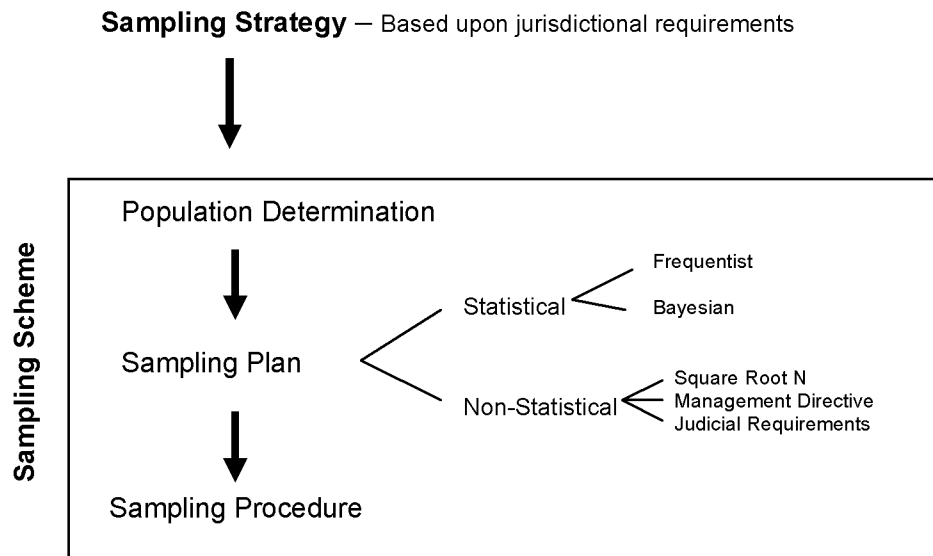 Sampling Strategy – Based upon jurisdictional requirements
Sampling Scheme
Population Determination
Sampling Plan
Statistical
Frequentist
Bayesian
Non-Statistical
Square Root N
Management Directive
Judicial Requirements
Sampling Procedure